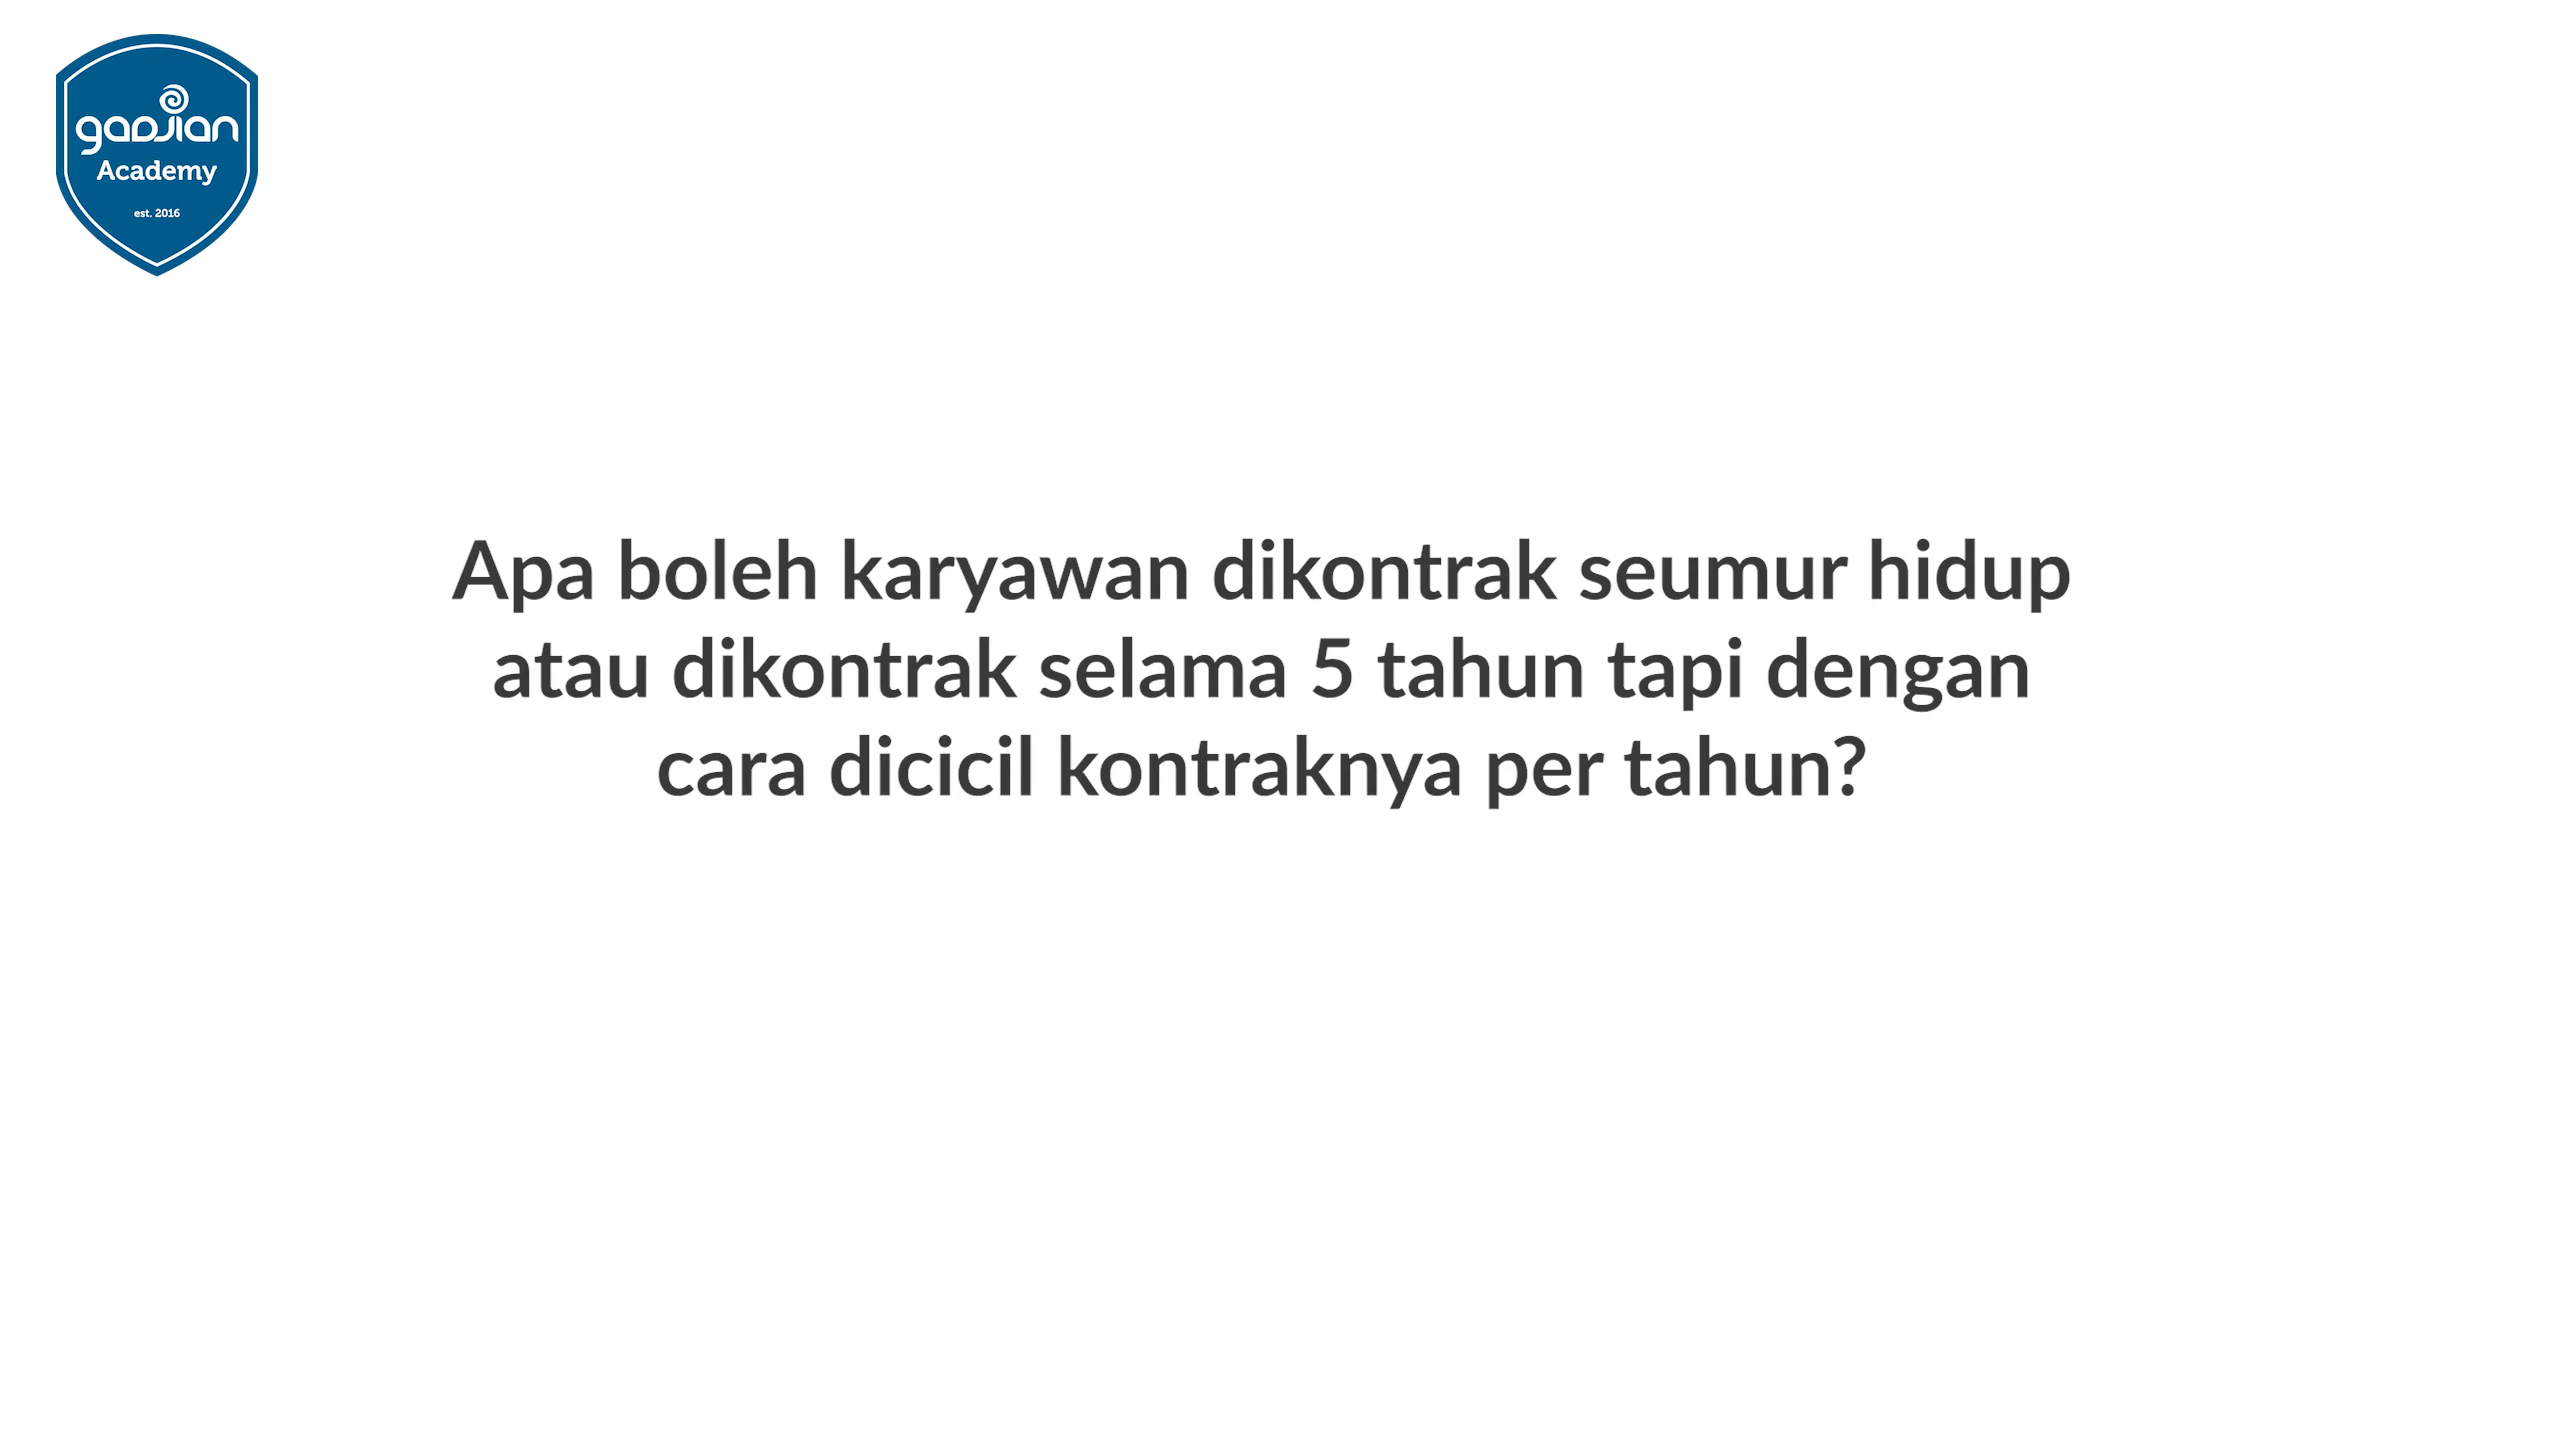 gadjian
Academy
est. 2016
Apa boleh karyawan dikontrak seumur hidup
atau dikontrak selama 5 tahun tapi dengan
cara dicicil kontraknya per tahun?